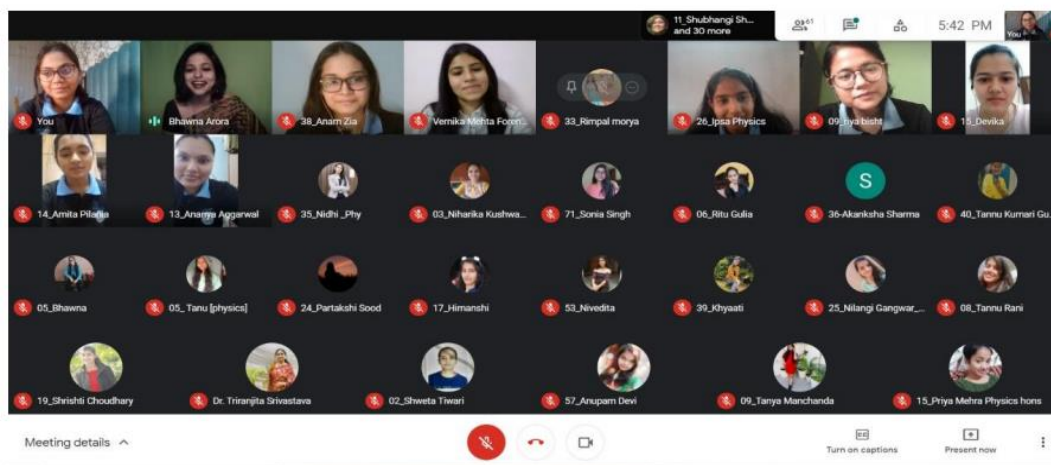 11_Shubhangi Sh...
and 30 more
61
5:42 PM
You
You
Bhawna Arora
38_Anam Zia
Vernika Mehta Foren...
33_Rimpal morya
26_Ipsa Physics
09_riya bisht
15_Devika
14_Amita Pilania
13_Ananya Aggarwal
35_Nidhi _Phy
03_Niharika Kushwa...
71_Sonia Singh
06_Ritu Gulia
S
36-Akanksha Sharma
40_Tannu Kumari Gu...
05_Bhawna
05_ Tanu [physics]
24_Partakshi Sood
17_Himanshi
53_Nivedita
39_Khyaati
25_Nilangi Gangwar_...
08_Tannu Rani
19_Shrishti Choudhary
Dr. Triranjita Srivastava
02_Shweta Tiwari
57_Anupam Devi
09_Tanya Manchanda
15_Priya Mehra Physics hons
Meeting details
CC
Turn on captions
Present now